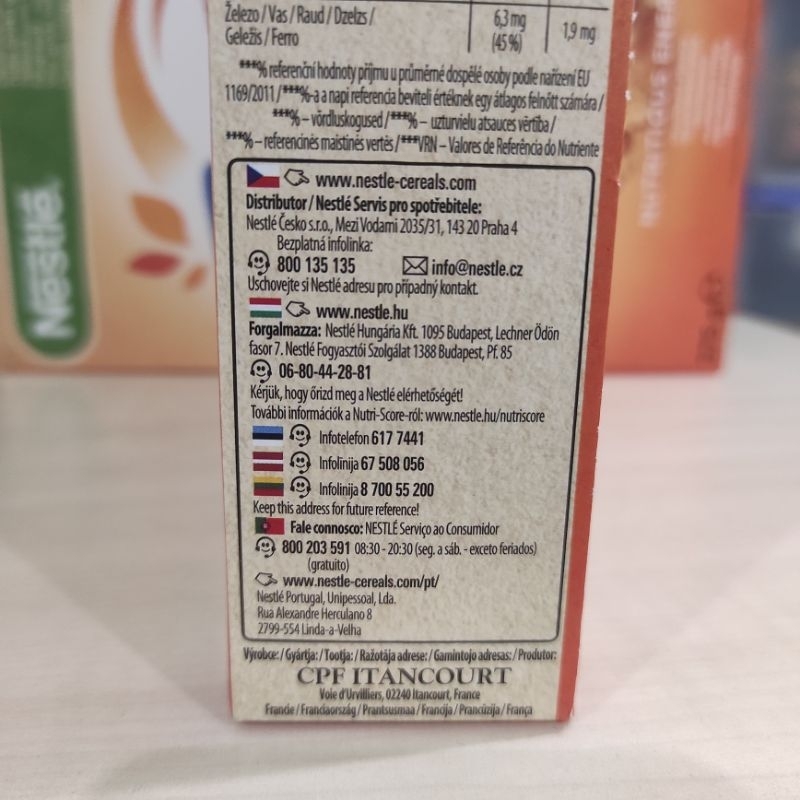 Železo / Vas / Raud / Dzelzs /
Geležis / Ferro
6,3 mg
(45 %)
1,9 mg
***% referenční hodnoty příjmu u průměrné dospělé osoby podle nařízení EU
1169/2011 / ***%-a a napi referencia beviteli értéknek egy átlagos felnőtt számára /
***% – võrdluskogused / ***% – uzturvielu atsauces vērtība /
***% – referencinės maistinės vertės / ***VRN – Valores de Referência do Nutriente
www.nestle-cereals.com
Distributor / Nestlé Servis pro spotřebitele:
Nestlé Česko s.r.o., Mezi Vodami 2035/31, 143 20 Praha 4
Bezplatná infolinka:
800 135 135 info@nestle.cz
Uschovejte si Nestlé adresu pro případný kontakt.
www.nestle.hu
Forgalmazza: Nestlé Hungária Kft. 1095 Budapest, Lechner Ödön
fasor 7. Nestlé Fogyasztói Szolgálat 1388 Budapest, Pf. 85
06-80-44-28-81
Kérjük, hogy őrizd meg a Nestlé elérhetőségét!
További információk a Nutri-Score-ról: www.nestle.hu/nutriscore
Infotelefon 617 7441
Infolīnija 67 508 056
Infolinija 8 700 55 200
Keep this address for future reference!
Fale connosco: NESTLÉ Serviço ao Consumidor
800 203 591 08:30 - 20:30 (seg. a sáb. - exceto feriados)
(gratuito)
www.nestle-cereals.com/pt/
Nestlé Portugal, Unipessoal, Lda.
Rua Alexandre Herculano 8
2799-554 Linda-a-Velha
Výrobce: / Gyártja: / Tootja: / Ražotāja adrese: / Gamintojo adresas: / Produtor:
CPF ITANCOURT
Voie d'Urvilliers, 02240 Itancourt, France
Francie / Franciaország / Prantsusmaa / Francija / Prancūzija / França
Nestlé